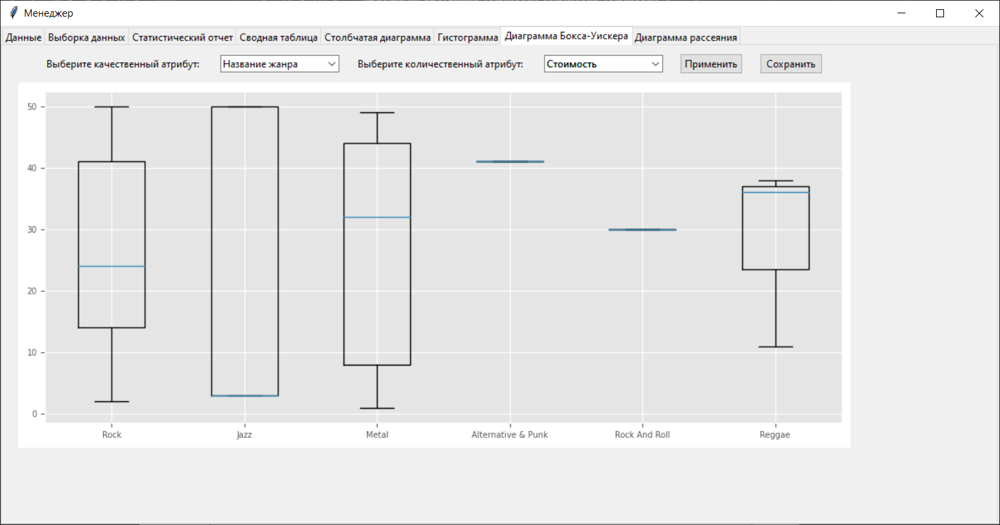 Менеджер
Данные Выборка данных Статистический отчет Сводная таблица Столбчатая диаграмма Гистограмма Диаграмма Бокса-Уискера Диаграмма рассеяния
Выберите качественный атрибут: Название жанра Выберите количественный атрибут: Стоимость Применить Сохранить
50
40
30
20
10
0
Rock Jazz Metal Alternative & Punk Rock And Roll Reggae